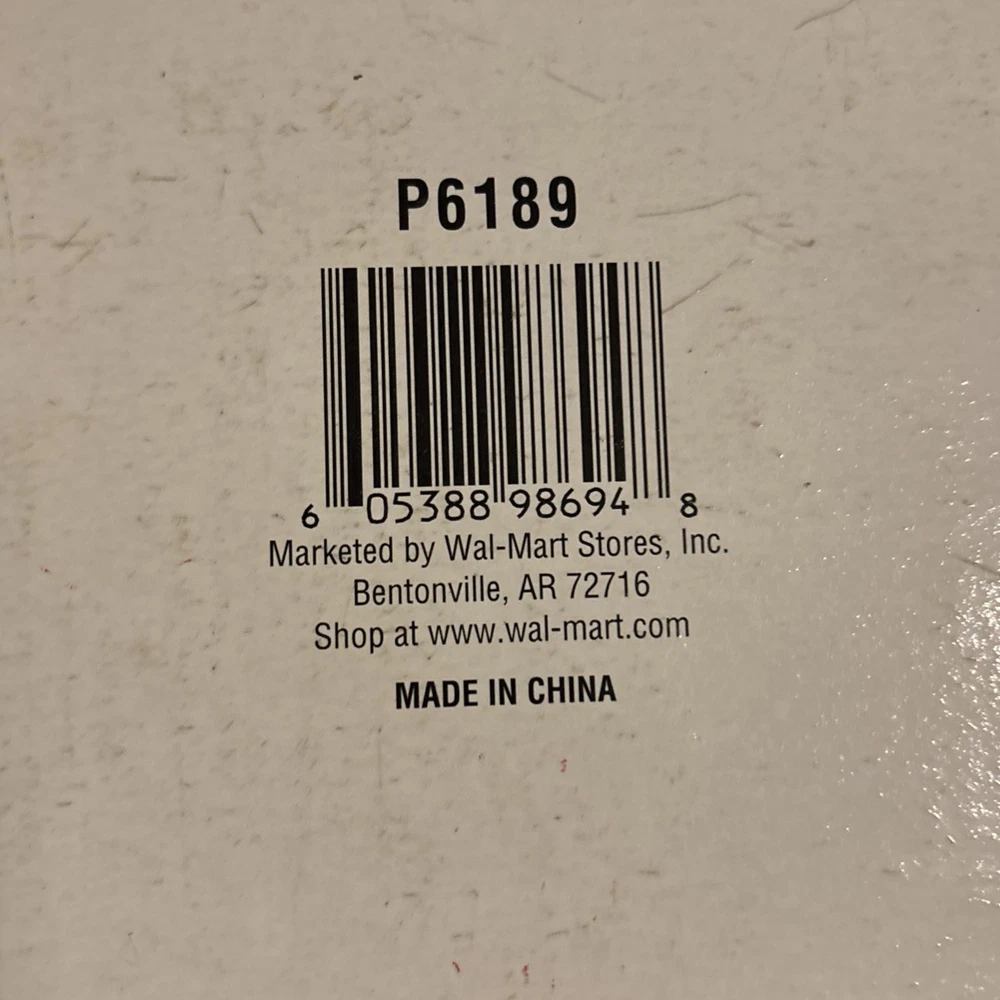 P6189
6 05388 98694 8
Marketed by Wal-Mart Stores, Inc.
Bentonville, AR 72716
Shop at www.wal-mart.com
MADE IN CHINA